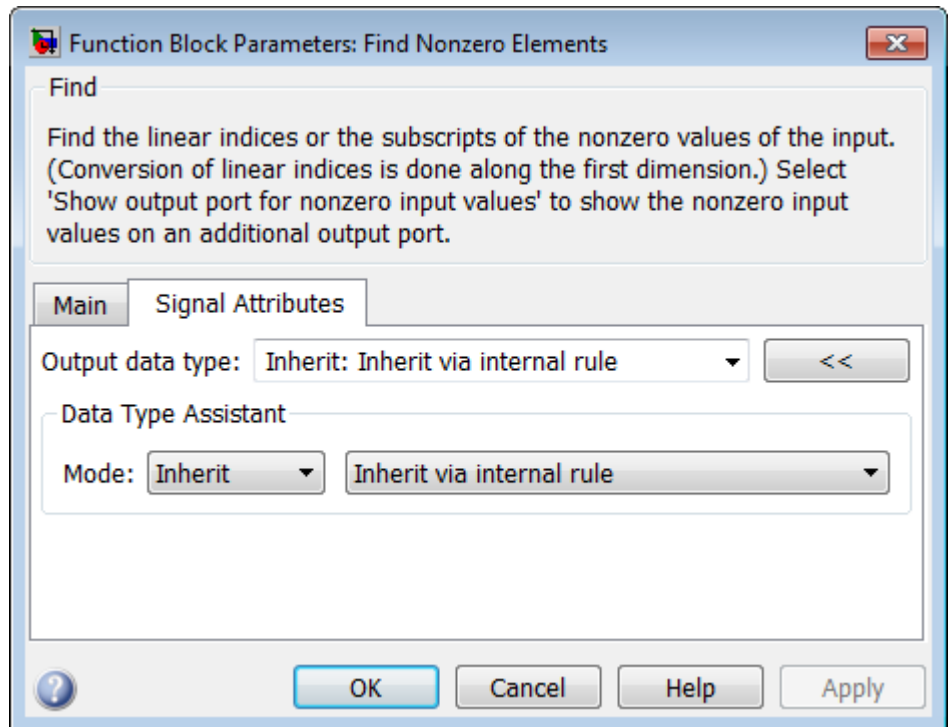 Function Block Parameters: Find Nonzero Elements
Find
Find the linear indices or the subscripts of the nonzero values of the input.
(Conversion of linear indices is done along the first dimension.) Select
'Show output port for nonzero input values' to show the nonzero input
values on an additional output port.
Main Signal Attributes
Output data type: Inherit: Inherit via internal rule <<
Data Type Assistant
Mode: Inherit Inherit via internal rule
? OK Cancel Help Apply